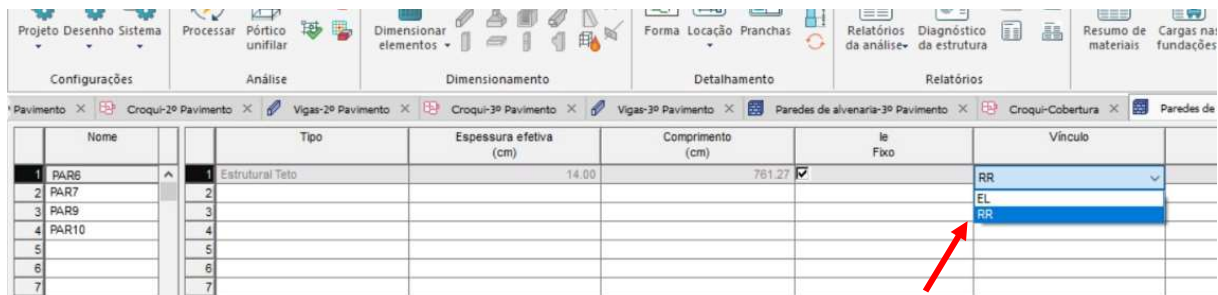 Projeto Desenho Sistema Processar Pórtico unifilar Dimensionar elementos Forma Locação Pranchas Relatórios da análise Diagnóstico da estrutura Resumo de materiais Cargas nas fundações
Configurações Análise Dimensionamento Detalhamento Relatórios
Pavimento Croqui-2º Pavimento Vigas-2º Pavimento Croqui-3º Pavimento Vigas-3º Pavimento Paredes de alvenaria-3º Pavimento Croqui-Cobertura Paredes de
Nome Tipo Espessura efetiva (cm) Comprimento (cm) le Fixo Vínculo
1 PAR6 1 Estrutural Teto 14.00 761.27 RR
2 PAR7 2 EL
3 PAR9 3 RR
4 PAR10 4
5 5
6 6
7 7